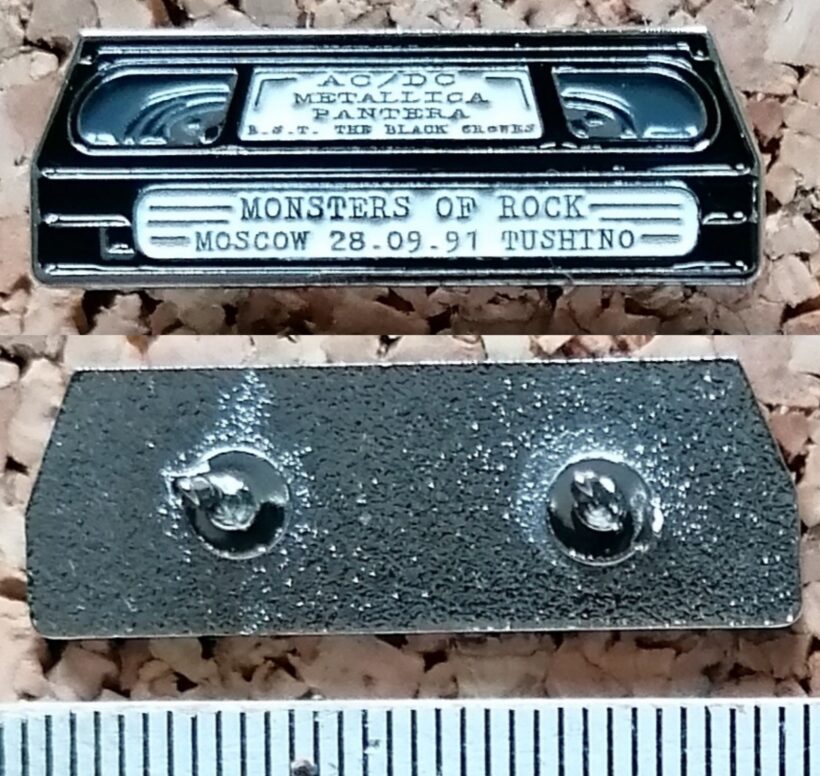 AC/DC
METALLICA
PANTERA
E.S.T. THE BLACK CROWES
MONSTERS OF ROCK
MOSCOW 28.09.91 TUSHINO